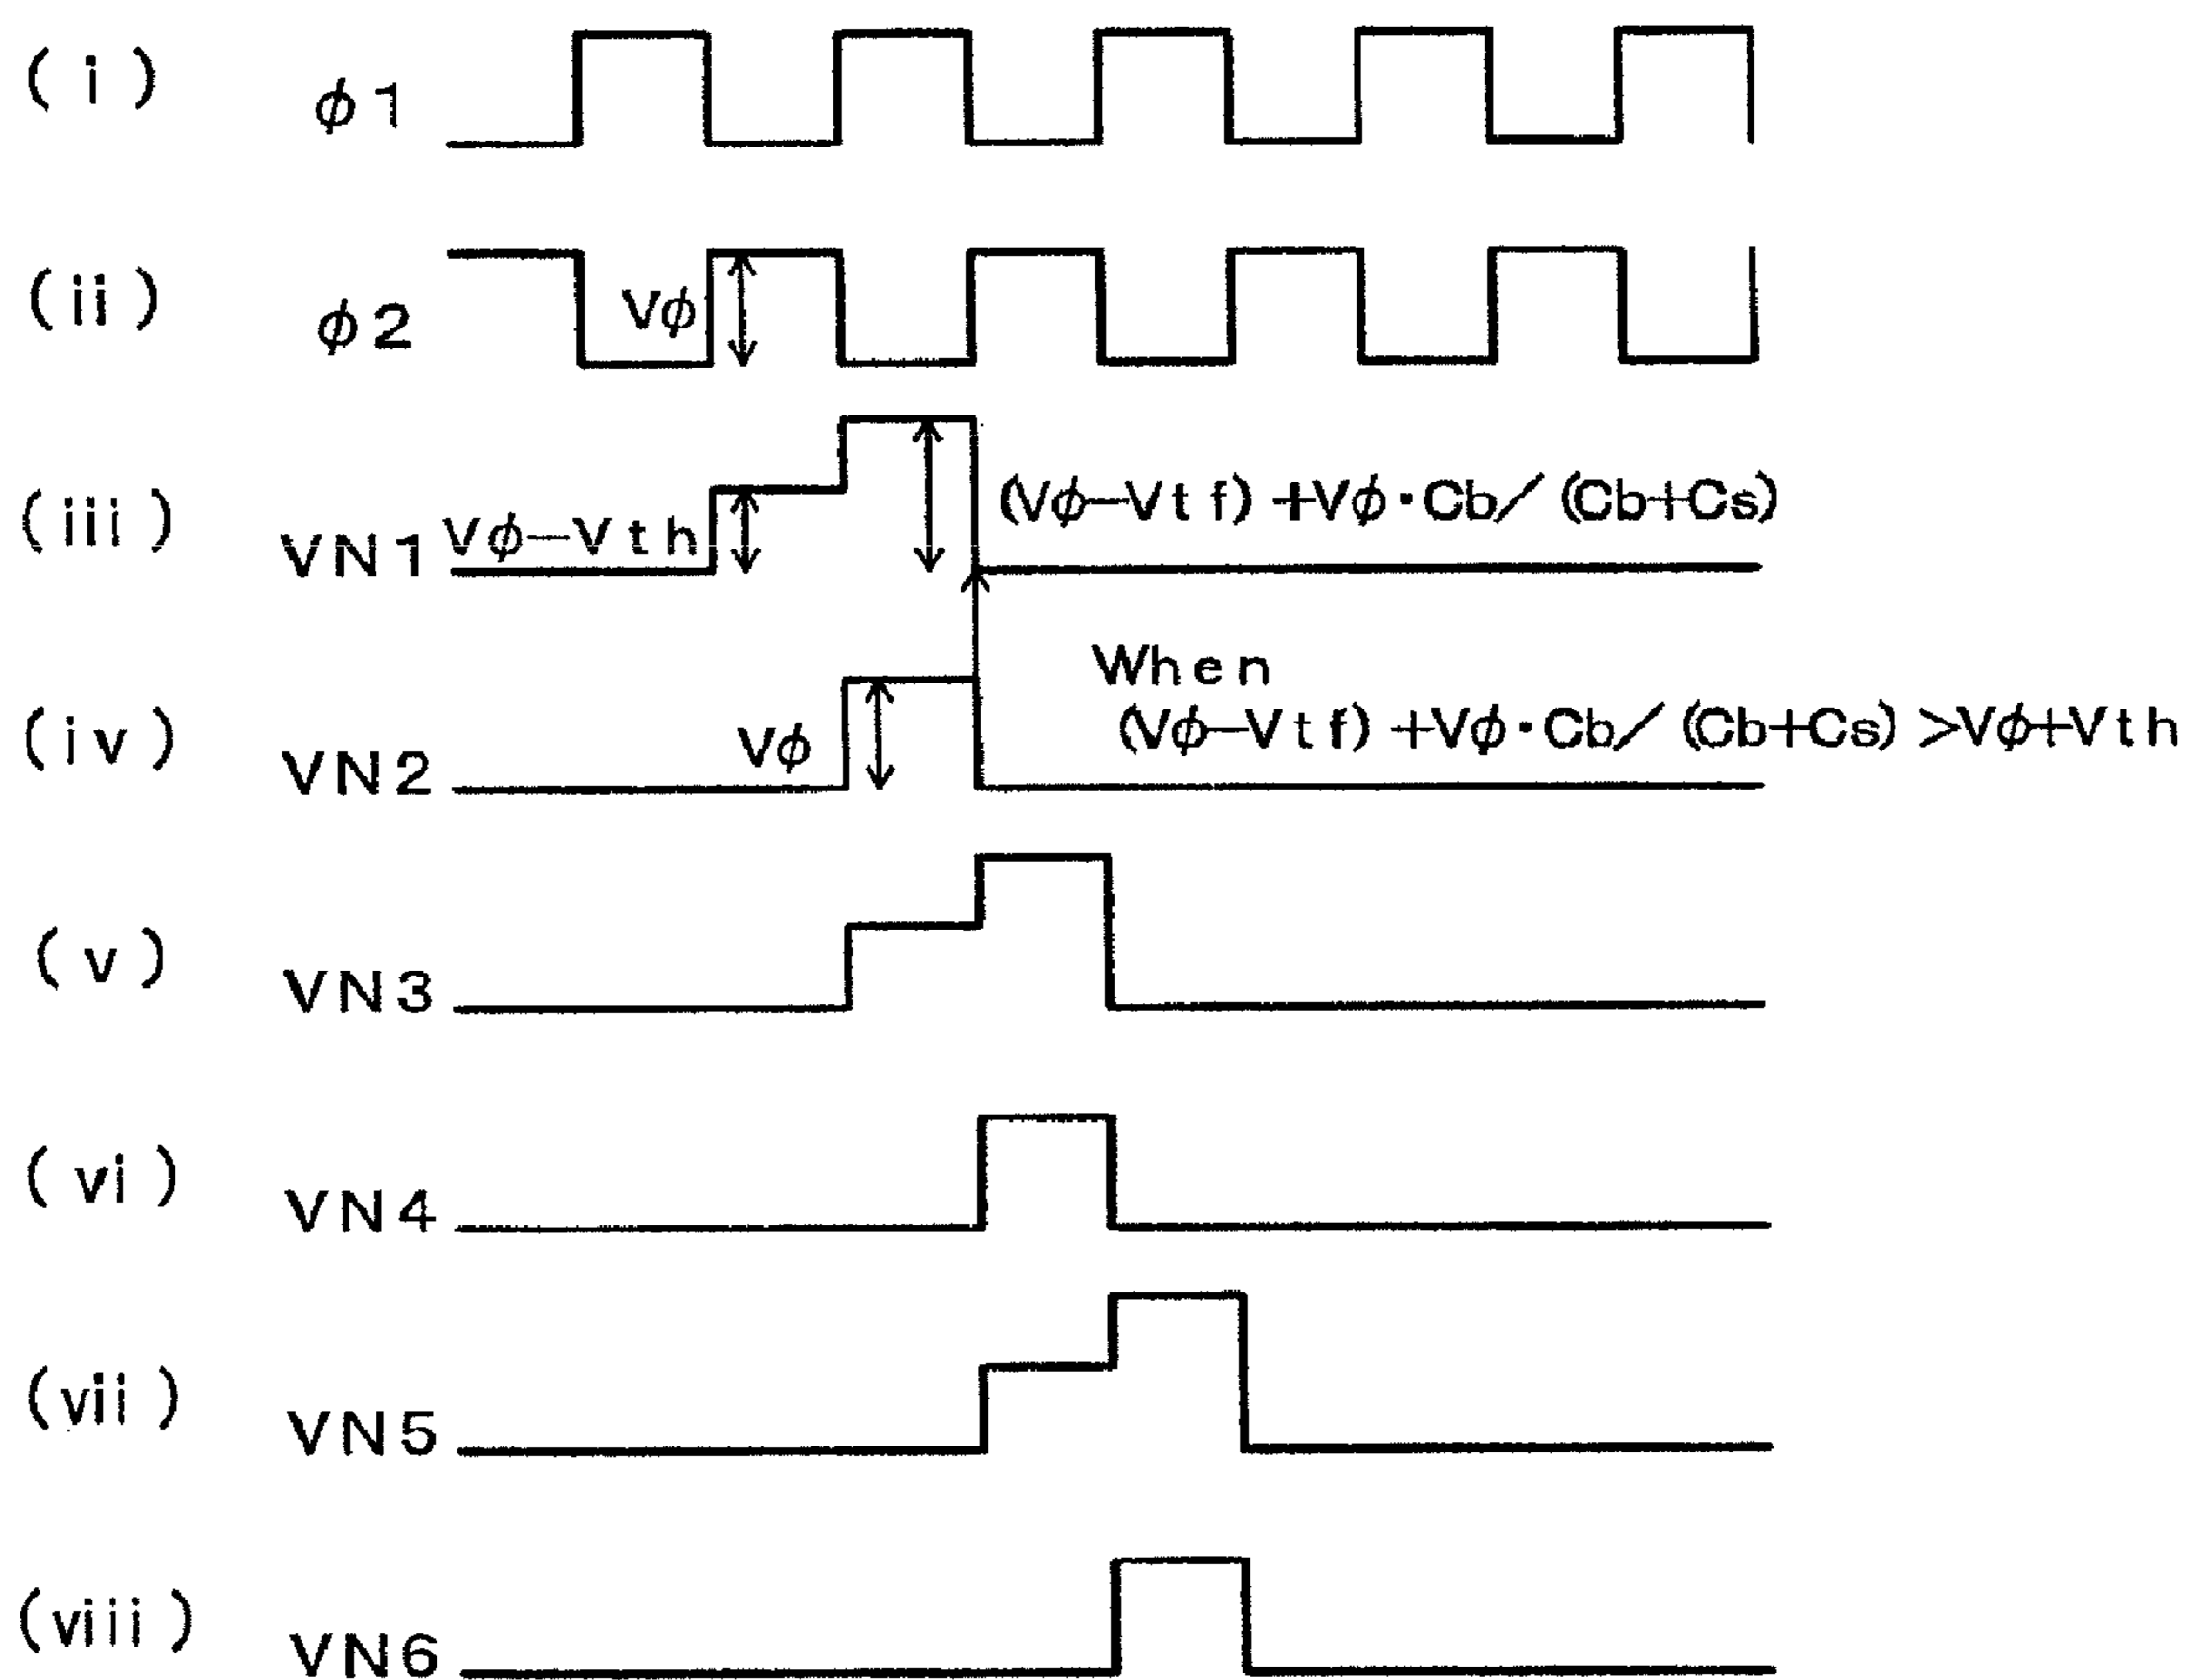 (i) ϕ1
(ii) ϕ2
Vϕ
(iii) VN1
Vϕ−Vth
(Vϕ−Vtf)+Vϕ·Cb/(Cb+Cs)
(iv) VN2
Vϕ
When
(Vϕ−Vtf)+Vϕ·Cb/(Cb+Cs)>Vϕ+Vth
(v) VN3
(vi) VN4
(vii) VN5
(viii) VN6